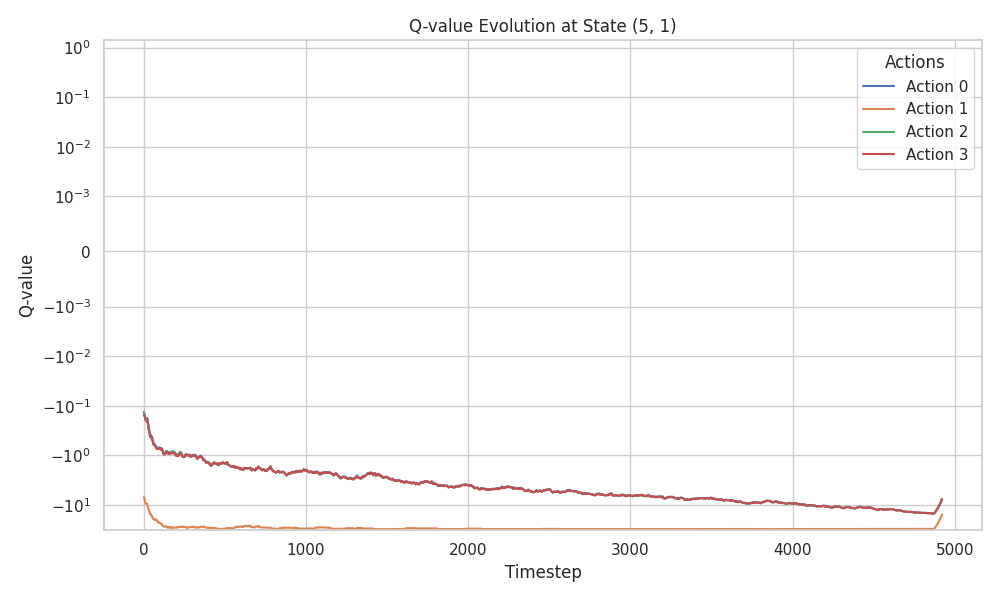 Q-value Evolution at State (5, 1)
Q-value
10⁰
10⁻¹
10⁻²
10⁻³
0
−10⁻³
−10⁻²
−10⁻¹
−10⁰
−10¹
Actions
Action 0
Action 1
Action 2
Action 3
0
1000
2000
3000
4000
5000
Timestep